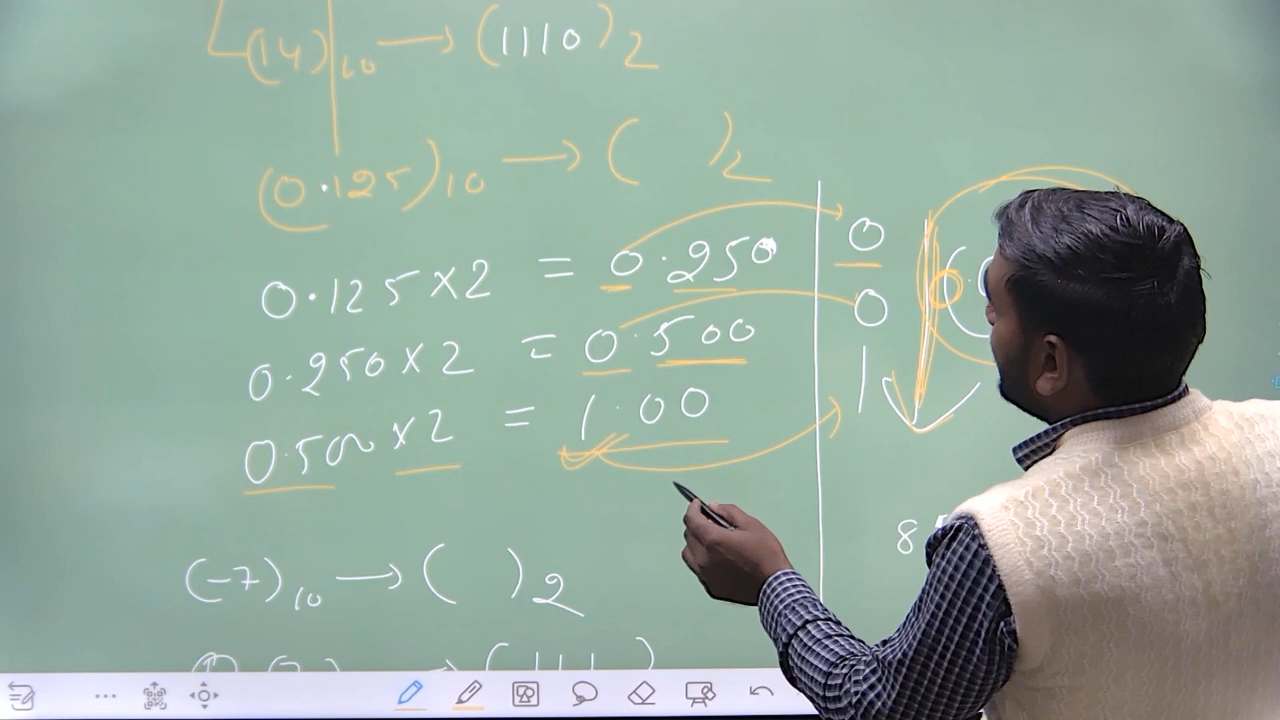 (14)10 → (1110)2
(0.125)10 → ( )2
0.125×2 = 0.250 0
0.250×2 = 0.500 0
0.500×2 = 1.00 1
8
(-7)10 → ( )2